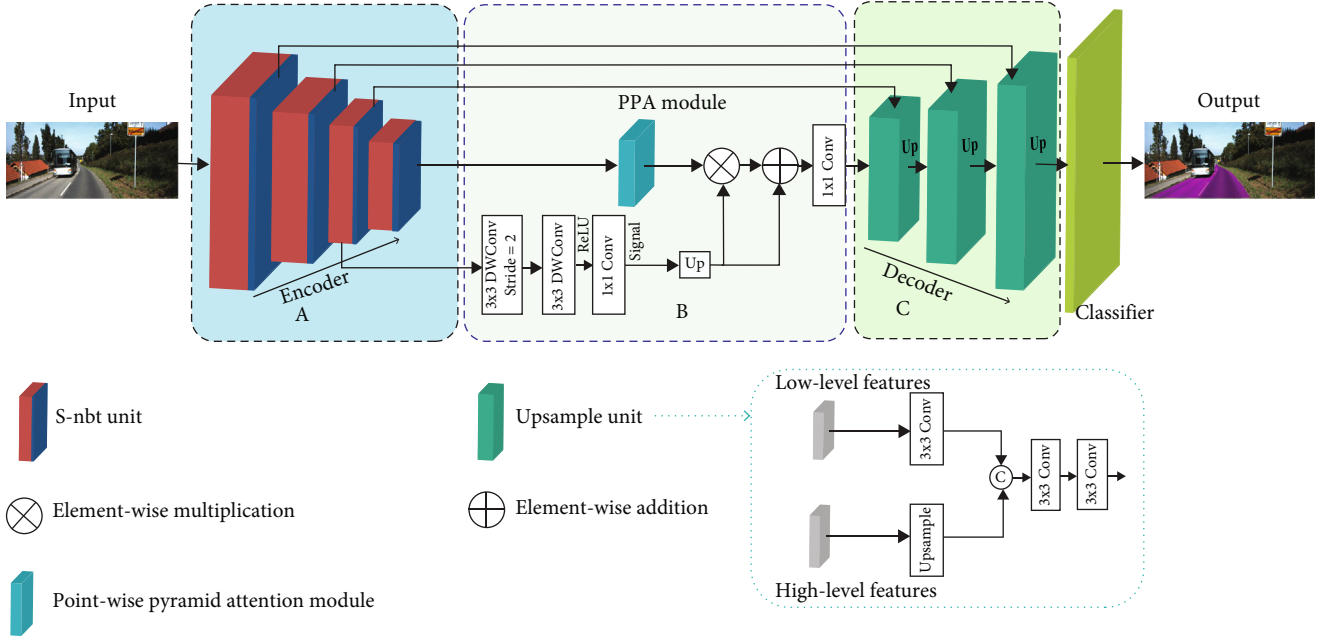 Input
PPA module
Output
Up
Up
Up
1x1 Conv
3x3 DWConv
Stride = 2
3x3 DWConv
ReLU
1x1 Conv
Signal
Up
Encoder
Decoder
A
B
C
Classifier
S-nbt unit
Upsample unit
Low-level features
3x3 Conv
C
3x3 Conv
3x3 Conv
Upsample
High-level features
Element-wise multiplication
Element-wise addition
Point-wise pyramid attention module